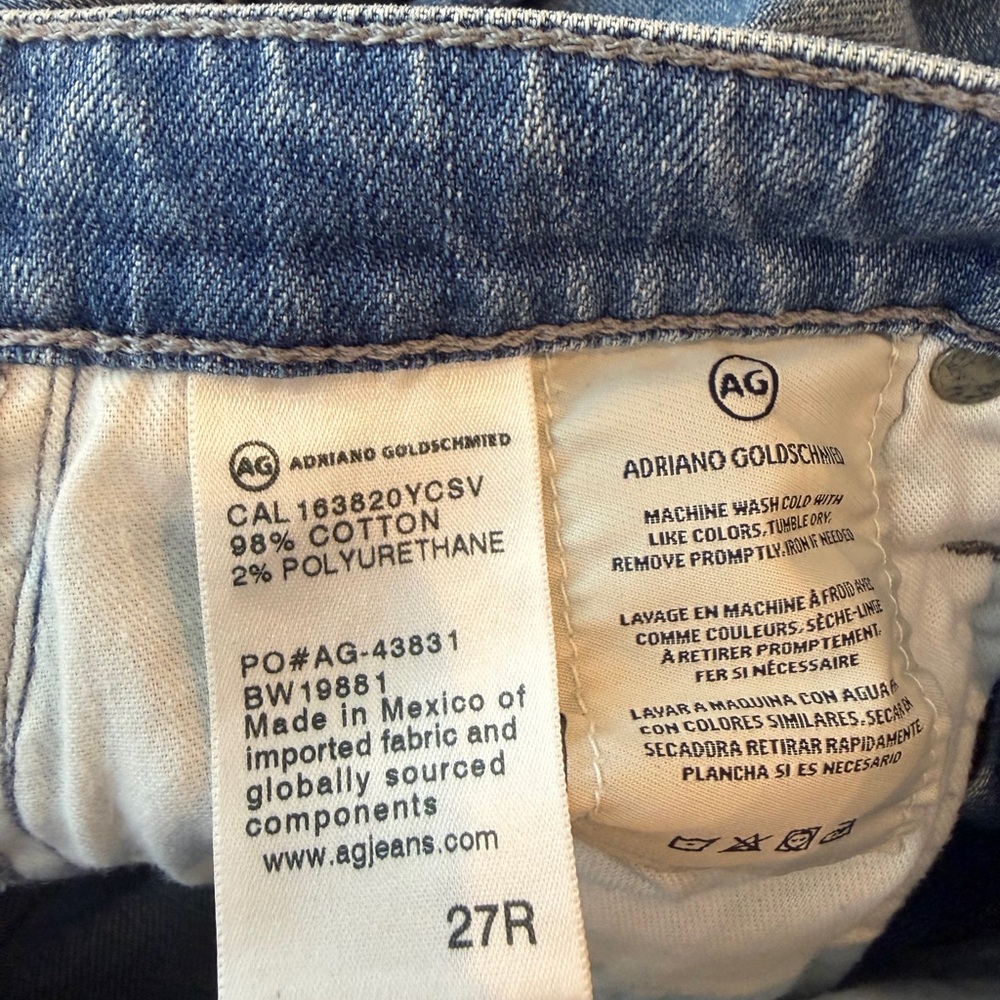 AG ADRIANO GOLDSCHMIED
CAL 163820YCSV
98% COTTON
2% POLYURETHANE
PO#AG-43831
BW19881
Made in Mexico of
imported fabric and
globally sourced
components
www.agjeans.com
27R
AG
ADRIANO GOLDSCHMIED
MACHINE WASH COLD WITH
LIKE COLORS. TUMBLE DRY,
REMOVE PROMPTLY. IRON IF NEEDED
LAVAGE EN MACHINE À FROID AVEC
COMME COULEURS. SÈCHE-LINGE
À RETIRER PROMPTEMENT.
FER SI NÉCESSAIRE
LAVAR A MAQUINA CON AGUA
CON COLORES SIMILARES. SECAR EN
SECADORA RETIRAR RAPIDAMENTE
PLANCHA SI ES NECESARIO